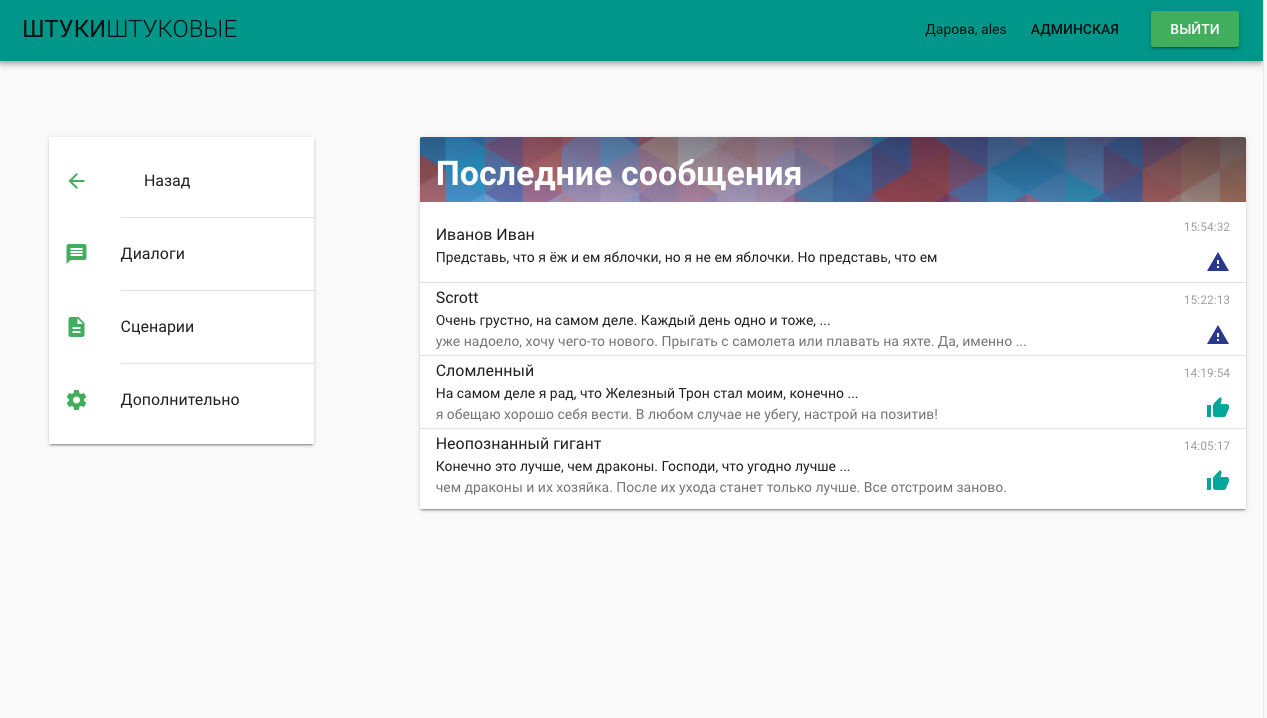 ШТУКИШТУКОВЫЕ
Дарова, ales
АДМИНСКАЯ
ВЫЙТИ
Назад
Диалоги
Сценарии
Дополнительно
Последние сообщения
Иванов Иван
15:54:32
Представь, что я ёж и ем яблочки, но я не ем яблочки. Но представь, что ем
Scrott
15:22:13
Очень грустно, на самом деле. Каждый день одно и тоже, ...
уже надоело, хочу чего-то нового. Прыгать с самолета или плавать на яхте. Да, именно ...
Сломленный
14:19:54
На самом деле я рад, что Железный Трон стал моим, конечно ...
я обещаю хорошо себя вести. В любом случае не убегу, настрой на позитив!
Неопознанный гигант
14:05:17
Конечно это лучше, чем драконы. Господи, что угодно лучше ...
чем драконы и их хозяйка. После их ухода станет только лучше. Все отстроим заново.